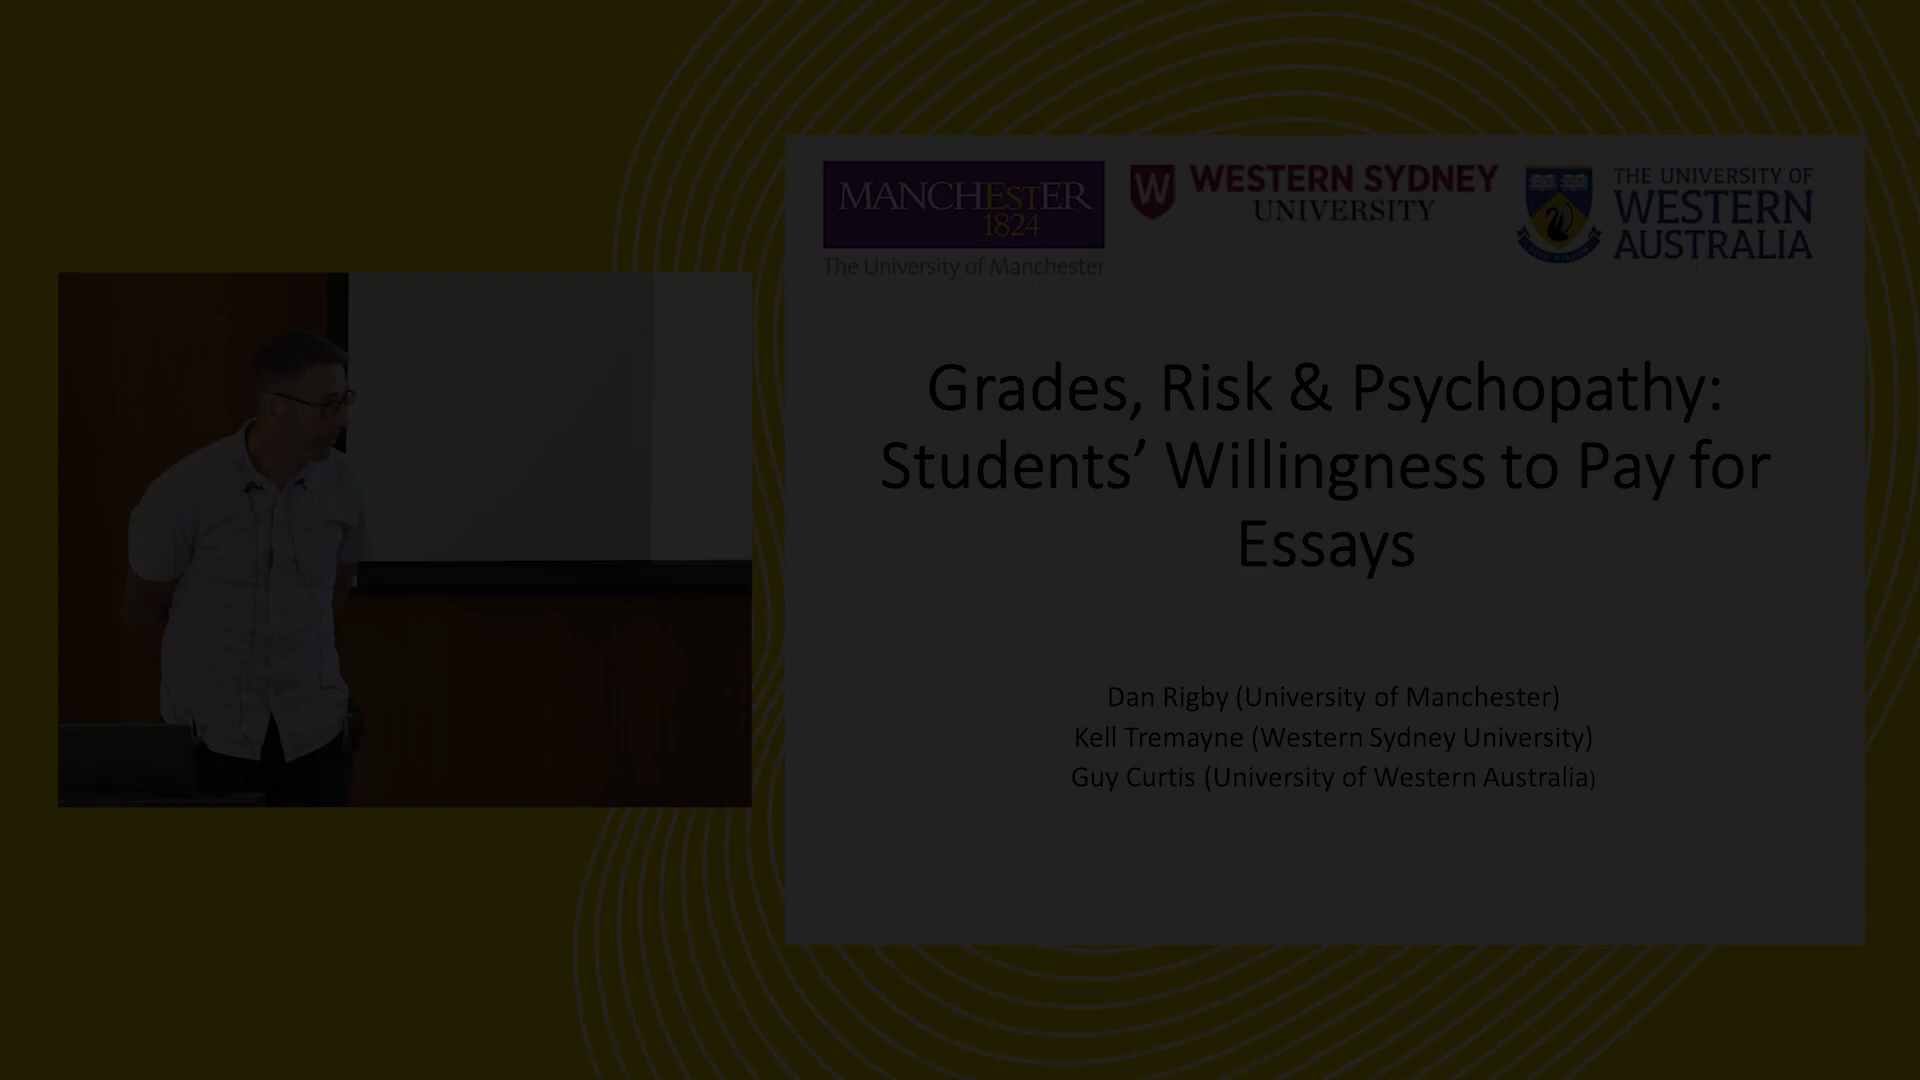 MANCHESTER
1824
The University of Manchester
W
WESTERN SYDNEY
UNIVERSITY
THE UNIVERSITY OF
WESTERN
AUSTRALIA
Grades, Risk & Psychopathy:
Students’ Willingness to Pay for
Essays
Dan Rigby (University of Manchester)
Kell Tremayne (Western Sydney University)
Guy Curtis (University of Western Australia)